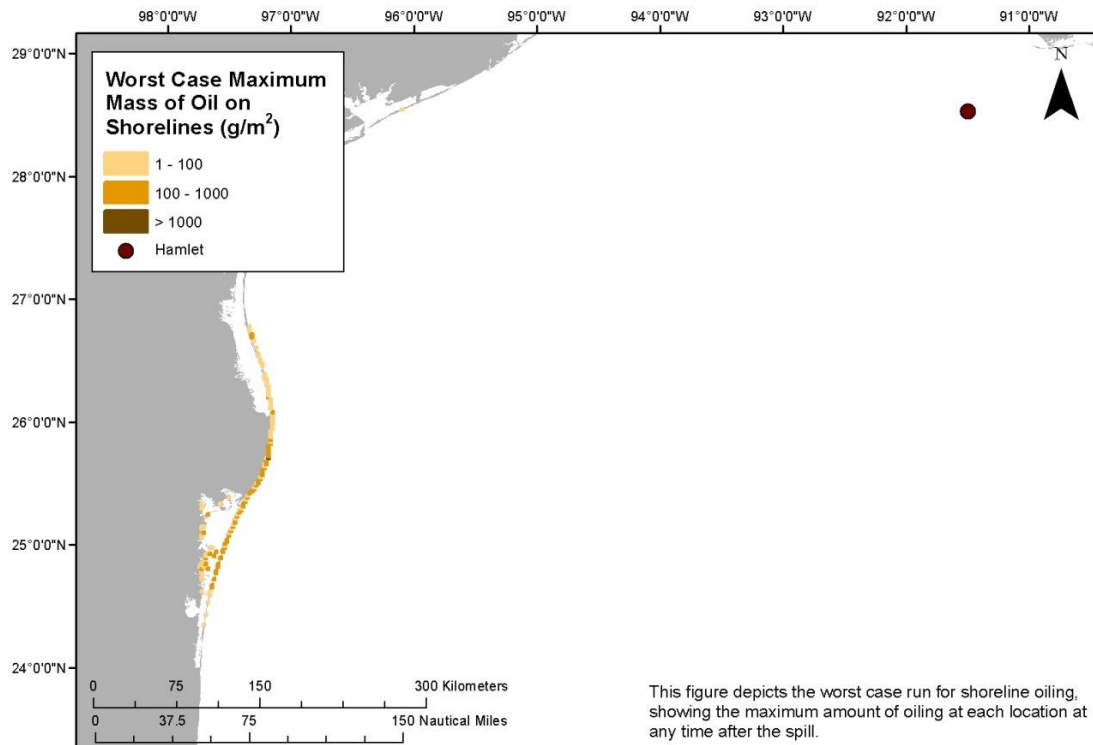 98°0'0"W 97°0'0"W 96°0'0"W 95°0'0"W 94°0'0"W 93°0'0"W 92°0'0"W 91°0'0"W
29°0'0"N
28°0'0"N
27°0'0"N
26°0'0"N
25°0'0"N
24°0'0"N
Worst Case Maximum
Mass of Oil on
Shorelines (g/m²)
1 - 100
100 - 1000
> 1000
Hamlet
N
0 75 150 300 Kilometers
0 37.5 75 150 Nautical Miles
This figure depicts the worst case run for shoreline oiling,
showing the maximum amount of oiling at each location at
any time after the spill.